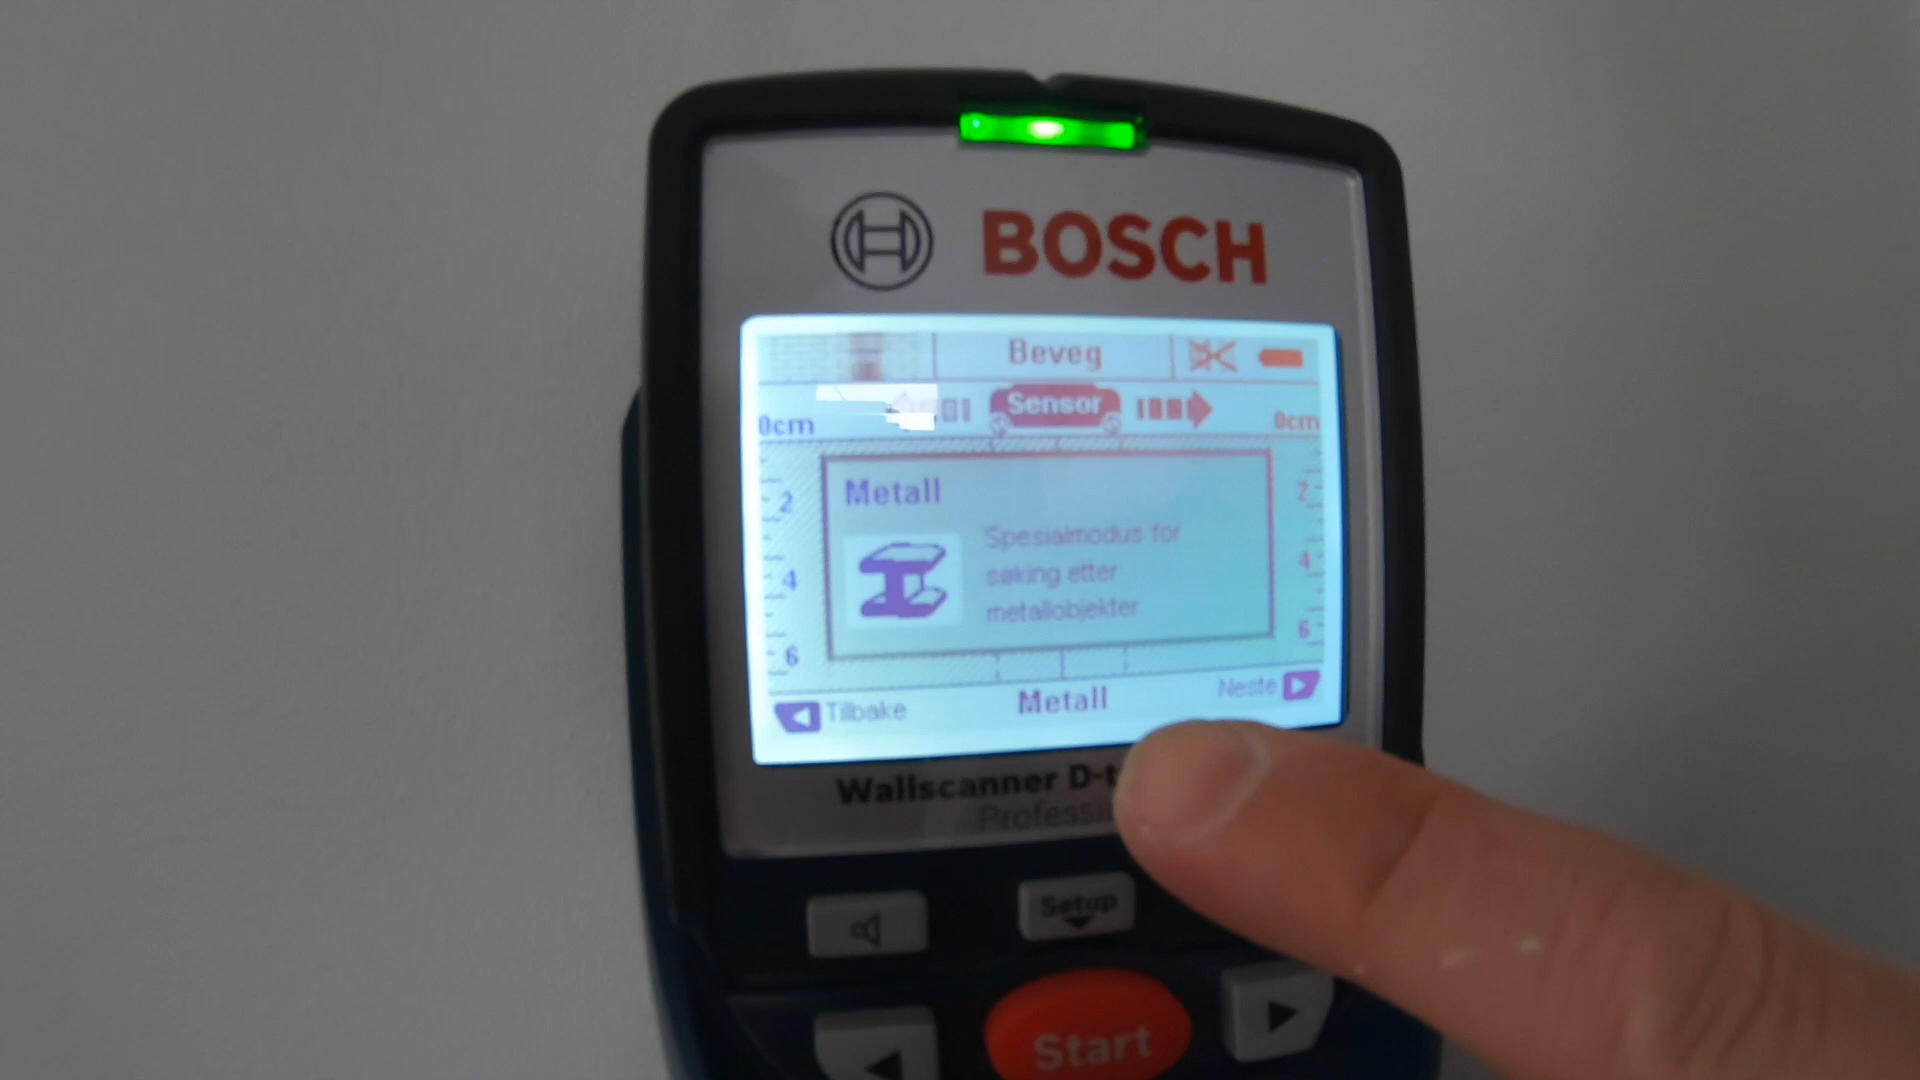 BOSCH
Beveg
Sensor
0cm
0cm
Metall
Spesialmodus for
søking etter
metallobjekter
2
2
4
4
6
6
Tilbake
Metall
Neste
Wallscanner D-t
Professi
Setup
Start